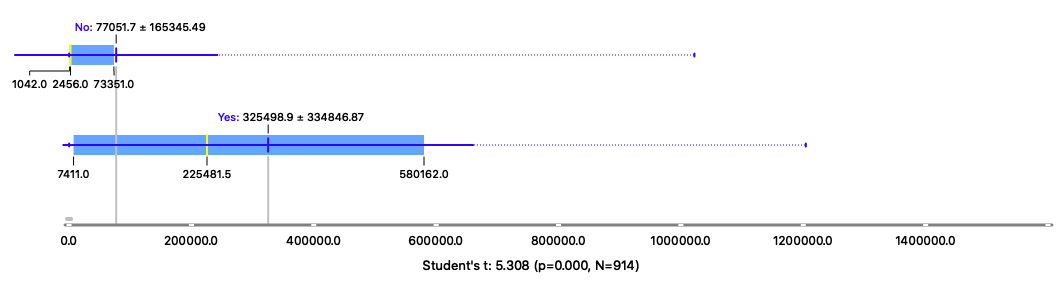 No: 77051.7 ± 165345.49
1042.0 2456.0 73351.0
Yes: 325498.9 ± 334846.87
7411.0 225481.5 580162.0
0.0 200000.0 400000.0 600000.0 800000.0 1000000.0 1200000.0 1400000.0
Student's t: 5.308 (p=0.000, N=914)